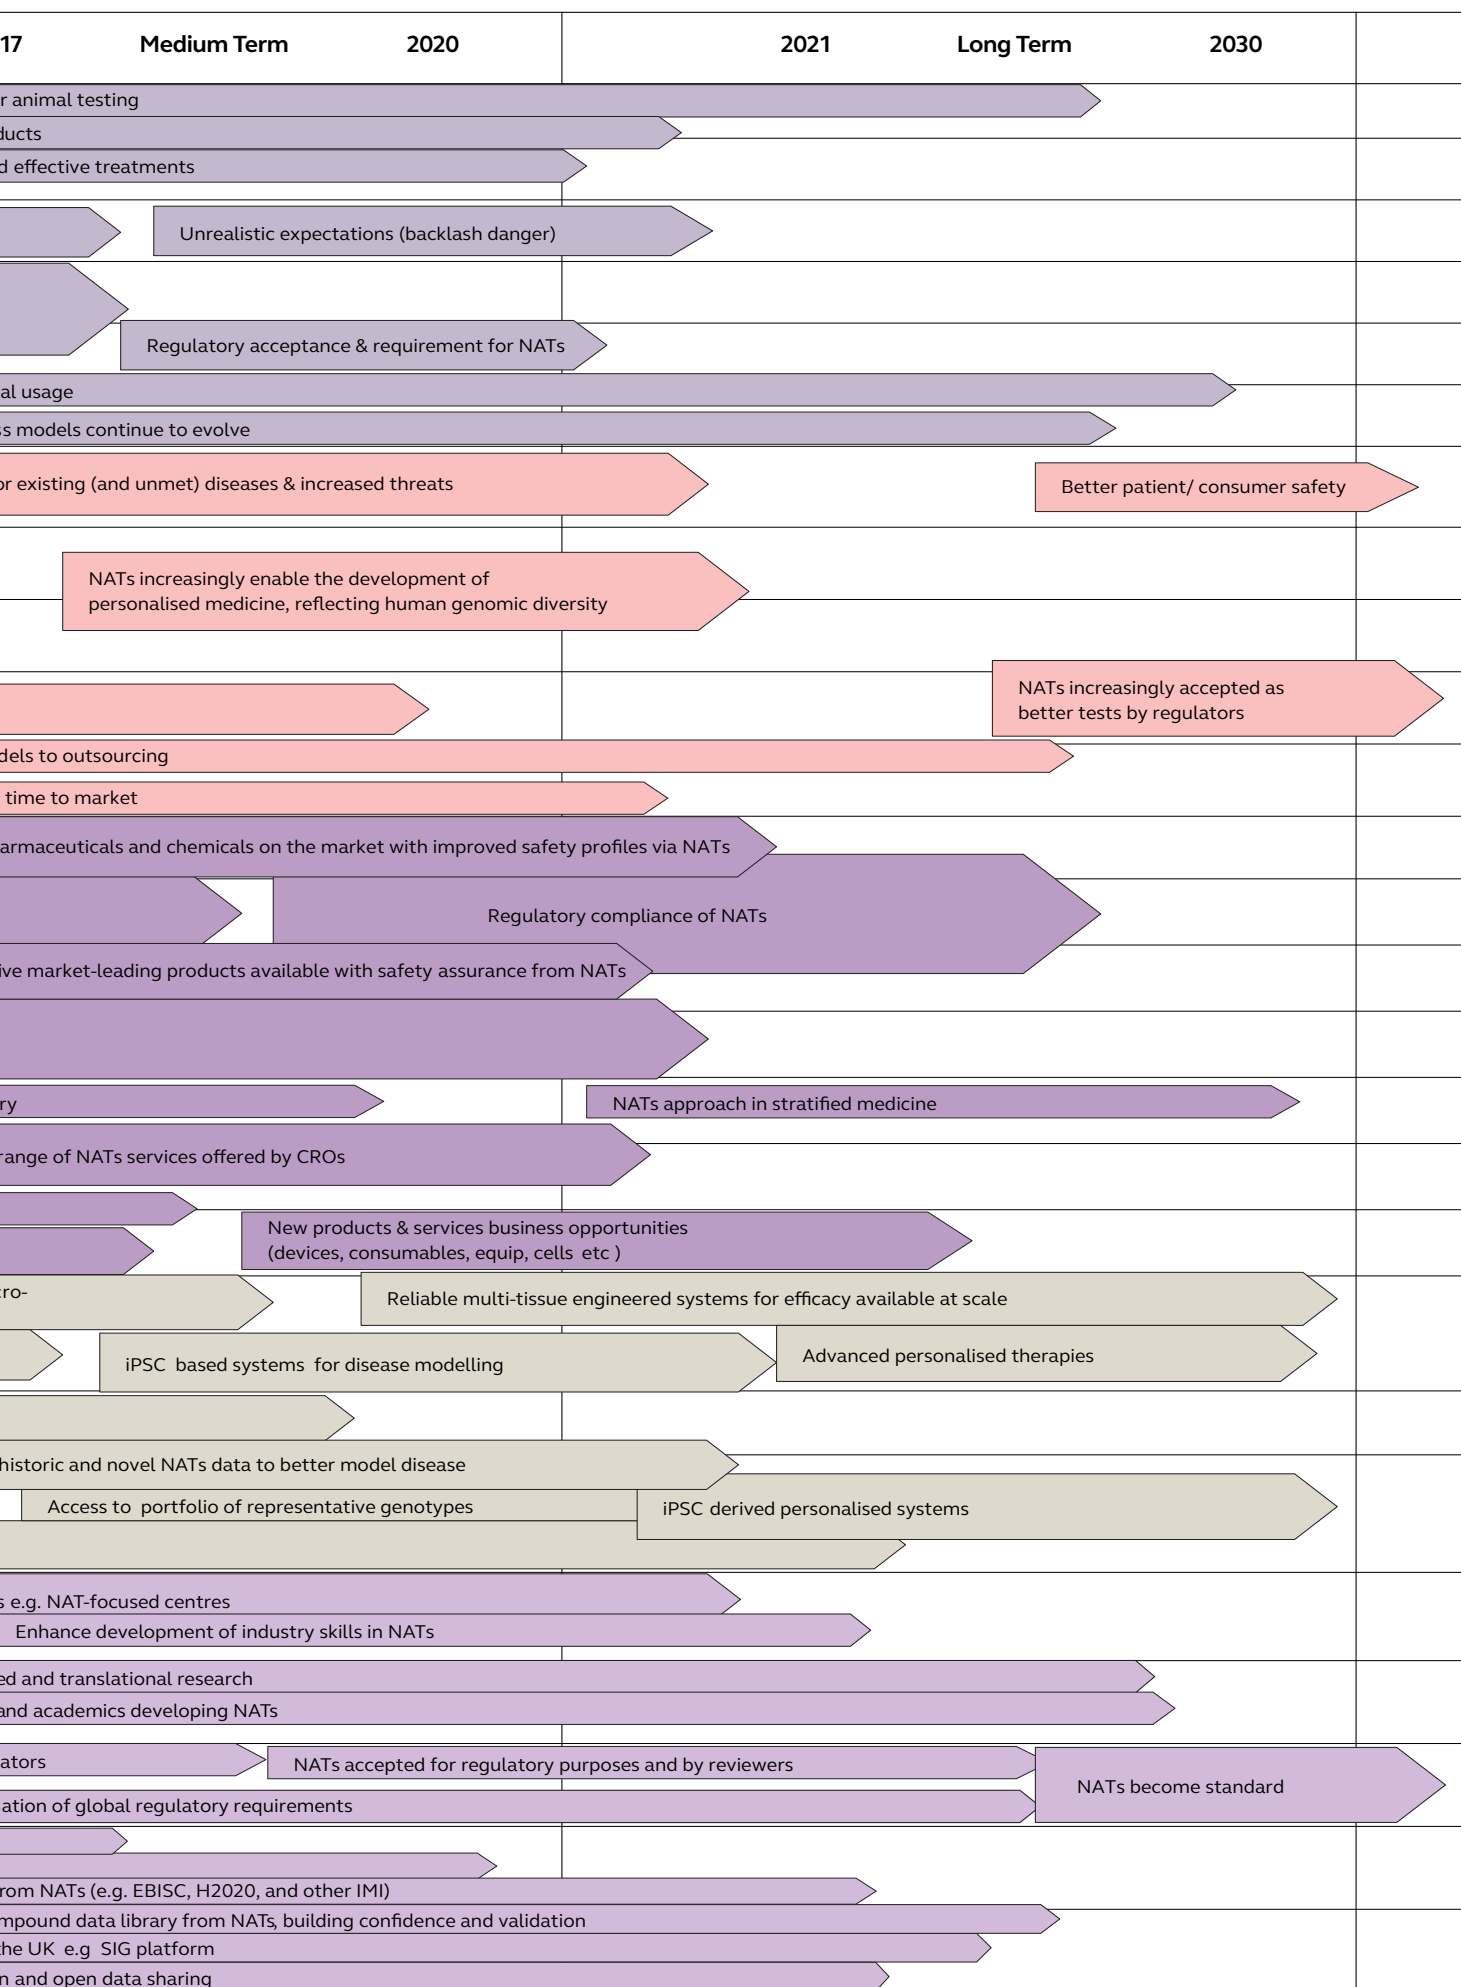 17 Medium Term 2020 2021 Long Term 2030
r animal testing
ducts
d effective treatments
Unrealistic expectations (backlash danger)
Regulatory acceptance & requirement for NATs
al usage
ss models continue to evolve
or existing (and unmet) diseases & increased threats
Better patient/ consumer safety
NATs increasingly enable the development of
personalised medicine, reflecting human genomic diversity
NATs increasingly accepted as
better tests by regulators
dels to outsourcing
time to market
armaceuticals and chemicals on the market with improved safety profiles via NATs
Regulatory compliance of NATs
ive market-leading products available with safety assurance from NATs
ry
NATs approach in stratified medicine
range of NATs services offered by CROs
New products & services business opportunities
(devices, consumables, equip, cells etc )
cro-
Reliable multi-tissue engineered systems for efficacy available at scale
iPSC based systems for disease modelling
Advanced personalised therapies
historic and novel NATs data to better model disease
Access to portfolio of representative genotypes
iPSC derived personalised systems
s e.g. NAT-focused centres
Enhance development of industry skills in NATs
ed and translational research
and academics developing NATs
ators
NATs accepted for regulatory purposes and by reviewers
NATs become standard
ation of global regulatory requirements
rom NATs (e.g. EBISC, H2020, and other IMI)
mpound data library from NATs, building confidence and validation
the UK e.g SIG platform
n and open data sharing